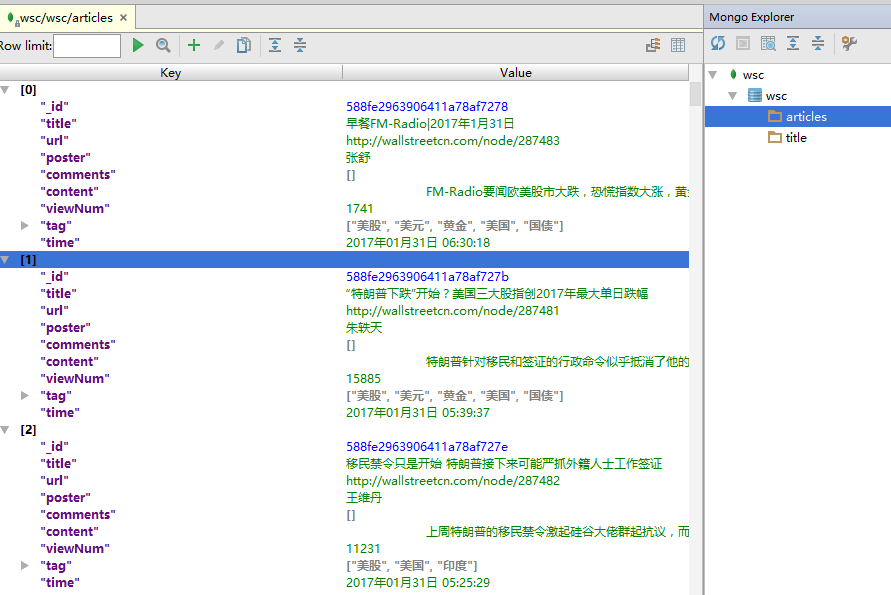 wsc/wsc/articles
Mongo Explorer
Row limit:
Key Value
[0]
"_id" 588fe2963906411a78af7278
"title" 早餐FM-Radio|2017年1月31日
"url" http://wallstreetcn.com/node/287483
"poster" 张舒
"comments" []
"content" FM-Radio要闻欧美股市大跌，恐慌指数大涨，黄
"viewNum" 1741
"tag" ["美股", "美元", "黄金", "美国", "国债"]
"time" 2017年01月31日 06:30:18
[1]
"_id" 588fe2963906411a78af727b
"title" “特朗普下跌”开始？美国三大股指创2017年最大单日跌幅
"url" http://wallstreetcn.com/node/287481
"poster" 朱轶天
"comments" []
"content" 特朗普针对移民和签证的行政命令似乎抵消了他的
"viewNum" 15885
"tag" ["美股", "美元", "黄金", "美国", "国债"]
"time" 2017年01月31日 05:39:37
[2]
"_id" 588fe2963906411a78af727e
"title" 移民禁令只是开始 特朗普接下来可能严抓外籍人士工作签证
"url" http://wallstreetcn.com/node/287482
"poster" 王维丹
"comments" []
"content" 上周特朗普的移民禁令激起硅谷大佬群起抗议，而
"viewNum" 11231
"tag" ["美股", "美国", "印度"]
"time" 2017年01月31日 05:25:29
wsc
wsc
articles
title